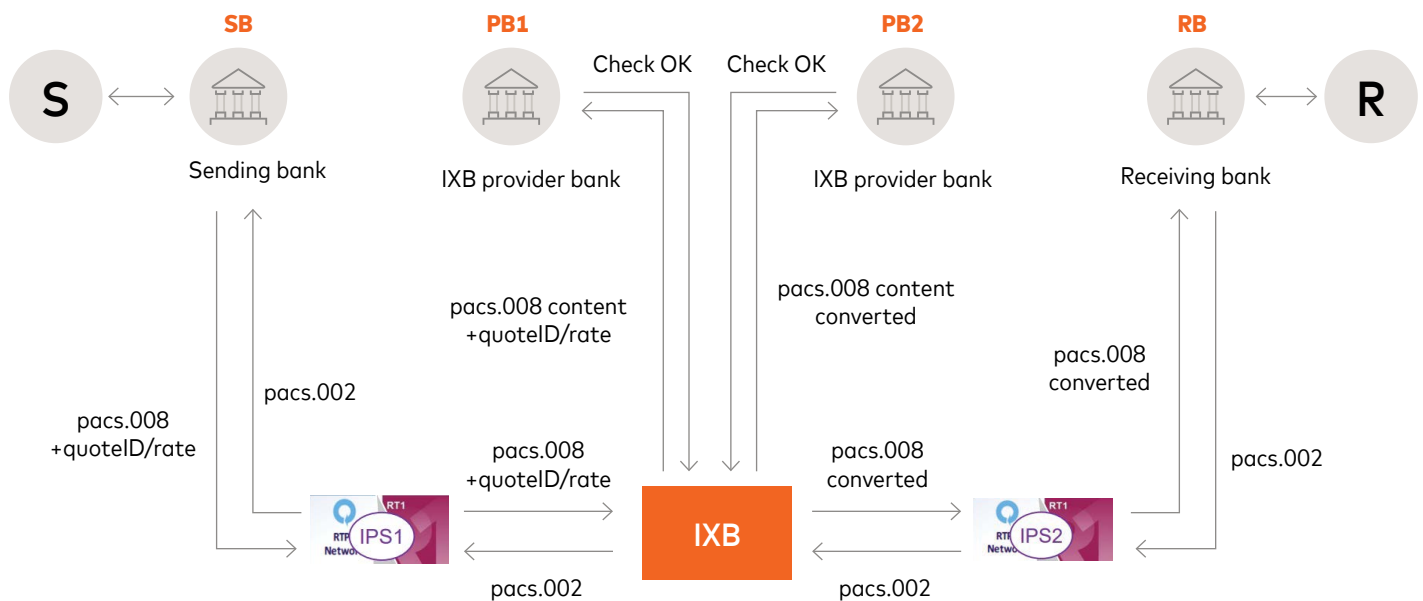 SB
PB1
PB2
RB
S
Check OK
Check OK
R
Sending bank
IXB provider bank
IXB provider bank
Receiving bank
pacs.008 content
+quoteID/rate
pacs.008 content
converted
pacs.008
converted
pacs.002
pacs.008
+quoteID/rate
pacs.008
+quoteID/rate
pacs.008
converted
pacs.002
RT1
IPS1
IXB
RT1
IPS2
pacs.002
pacs.002